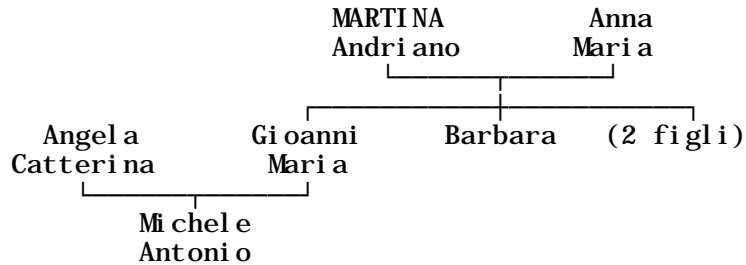 MARTINA Anna
Andriano Maria
Angela Gioanni Barbara (2 figli)
Catterina Maria
Michele
Antonio